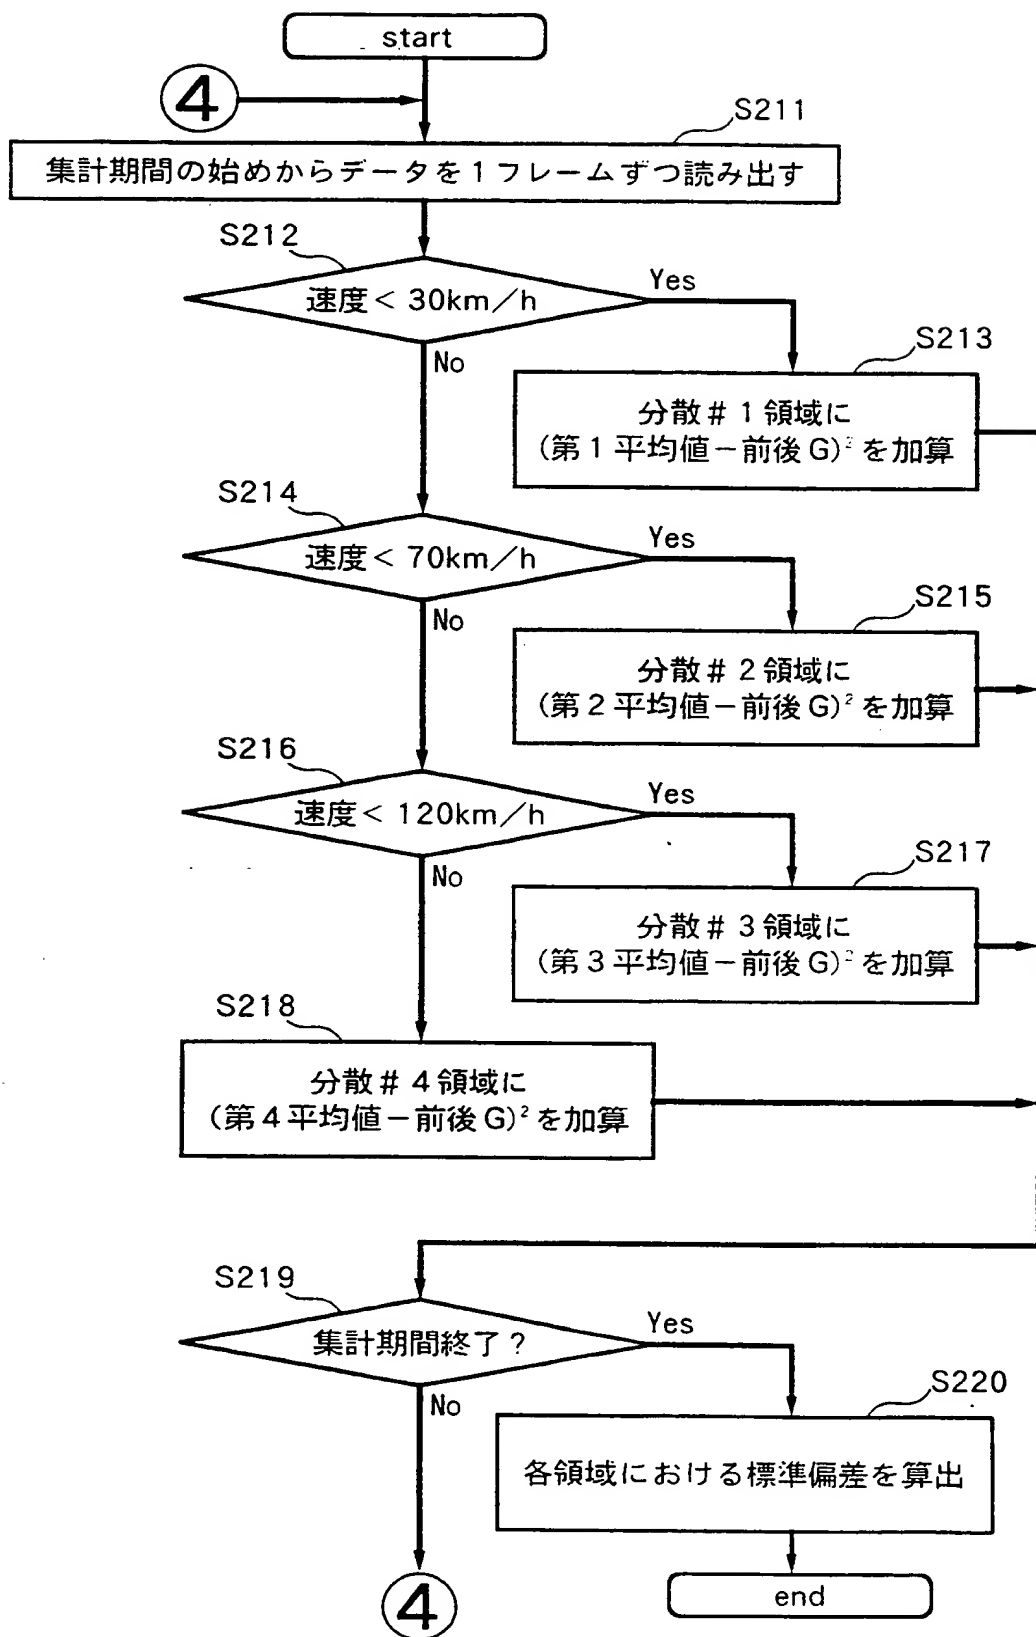 start
④
S211
集計期間の始めからデータを1フレームずつ読み出す
S212
速度< 30km/h
Yes
No
S213
分散#1領域に
(第1平均値-前後G)²を加算
S214
速度< 70km/h
Yes
No
S215
分散#2領域に
(第2平均値-前後G)²を加算
S216
速度< 120km/h
Yes
No
S217
分散#3領域に
(第3平均値-前後G)²を加算
S218
分散#4領域に
(第4平均値-前後G)²を加算
S219
集計期間終了?
Yes
No
S220
各領域における標準偏差を算出
④
end